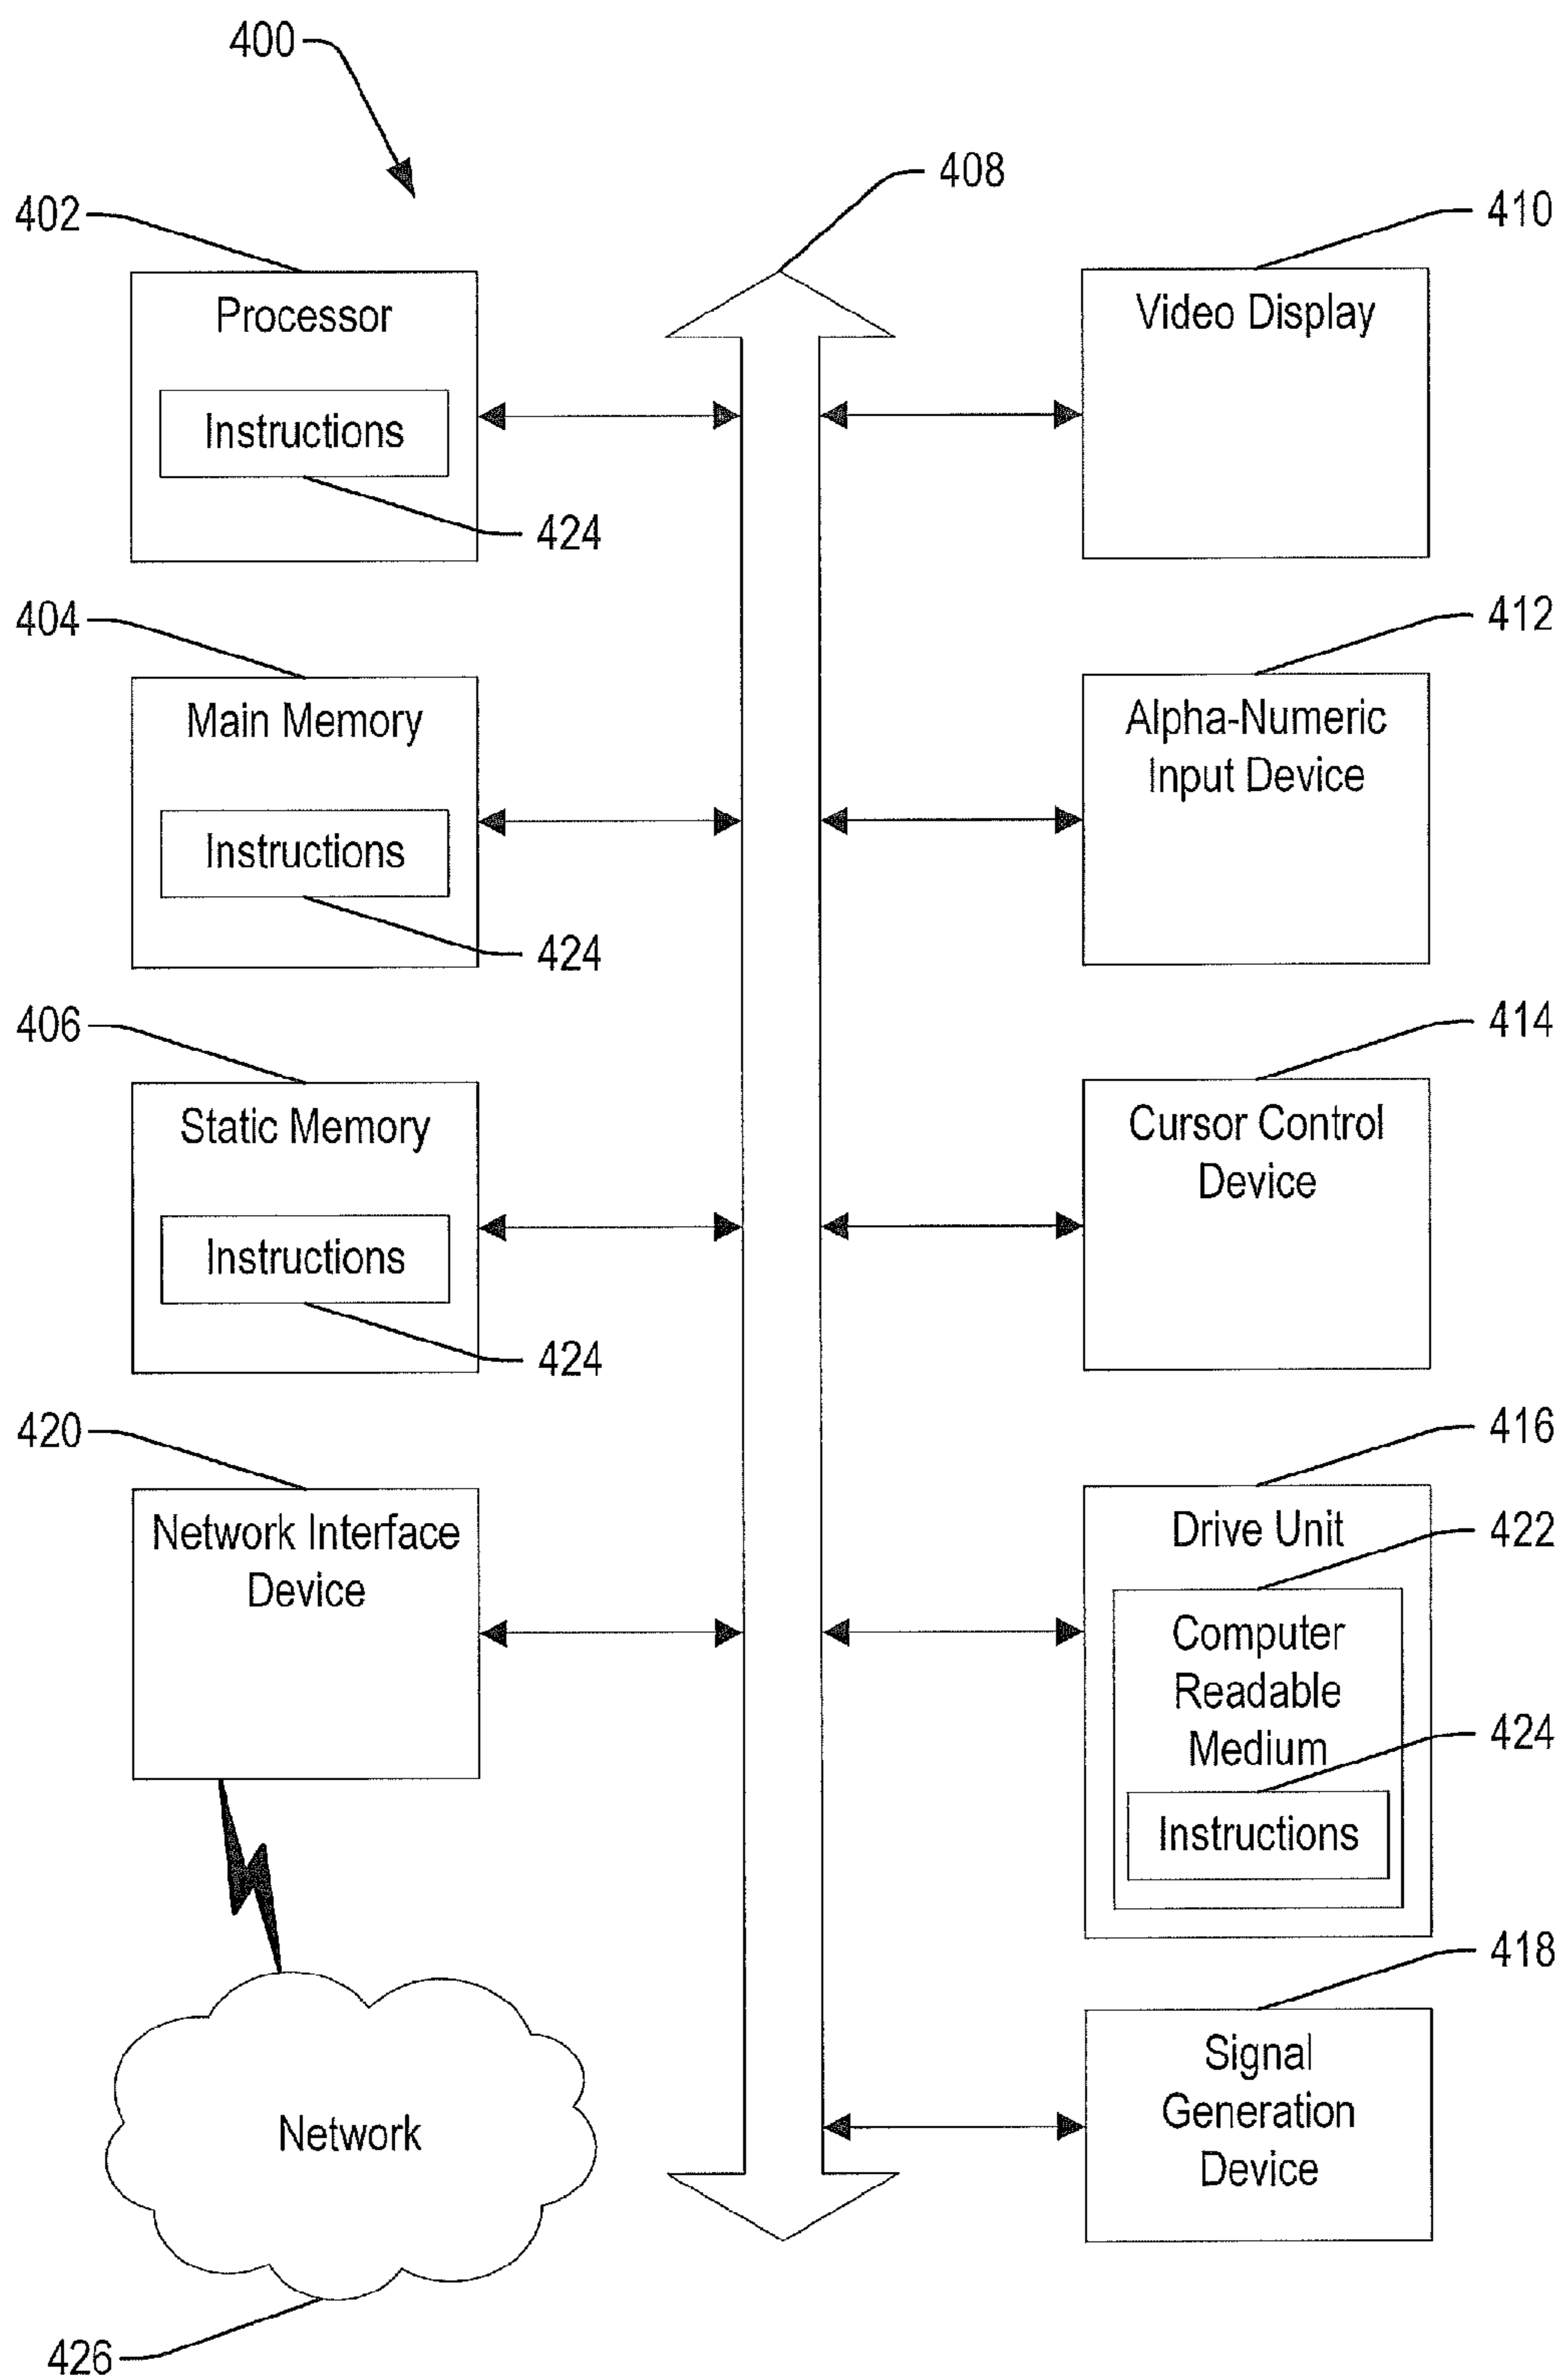 400
408
402
Processor
Instructions
424
410
Video Display
404
Main Memory
Instructions
424
412
Alpha-Numeric
Input Device
406
Static Memory
Instructions
424
414
Cursor Control
Device
420
Network Interface
Device
416
Drive Unit
422
Computer
Readable
Medium
424
Instructions
418
Signal
Generation
Device
Network
426